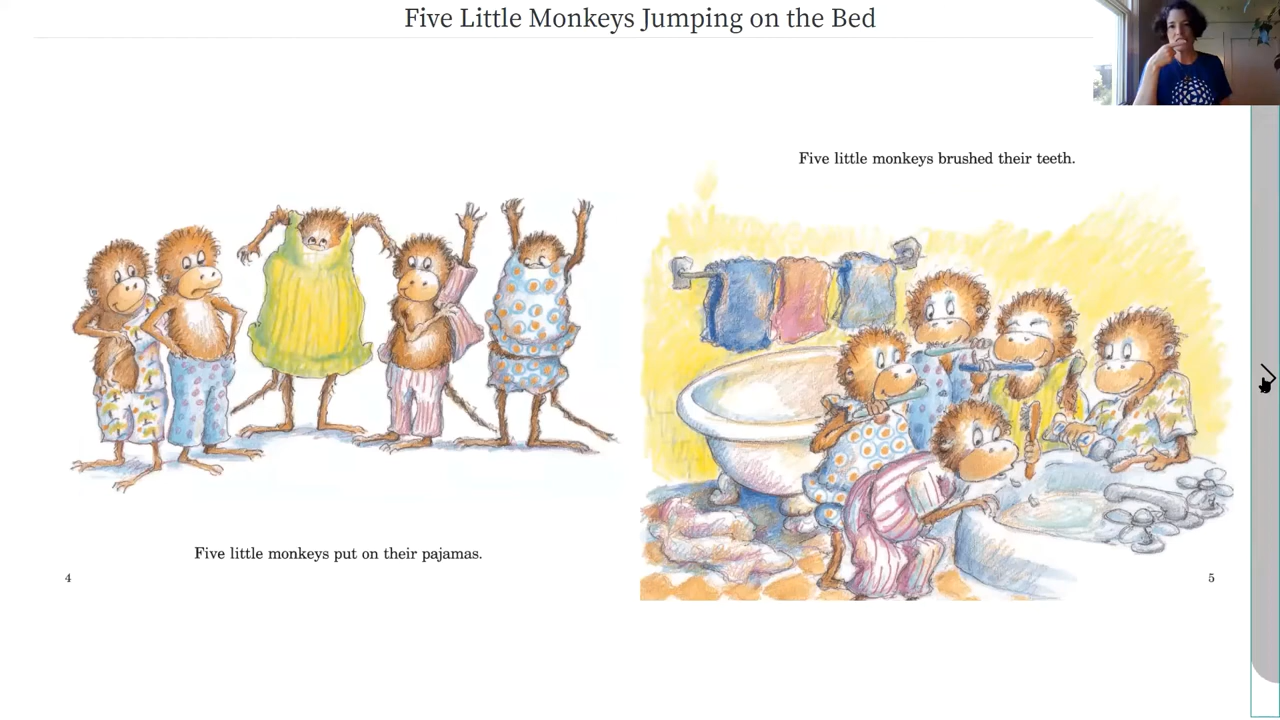 Five Little Monkeys Jumping on the Bed
Five little monkeys put on their pajamas.
4
Five little monkeys brushed their teeth.
5